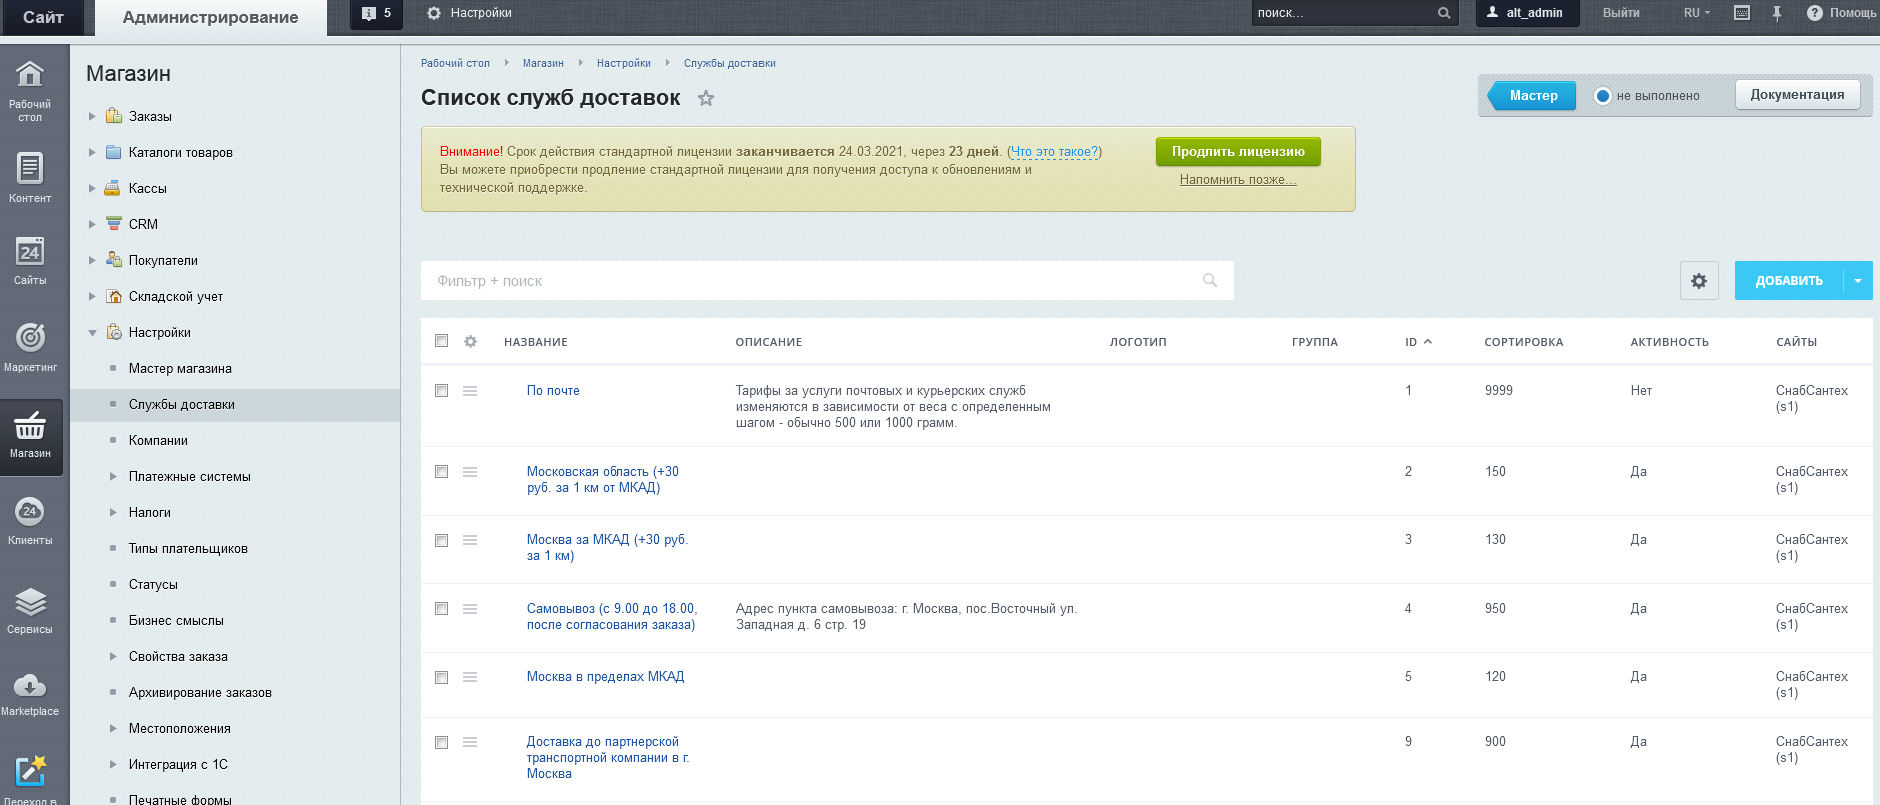 Сайт
Администрирование
5
Настройки
поиск...
alt_admin
Выйти
RU
Помощь
Рабочий стол
Контент
24
Сайты
Маркетинг
Магазин
24
Клиенты
Сервисы
Marketplace
Переход в
Магазин
Заказы
Каталоги товаров
Кассы
CRM
Покупатели
Складской учет
Настройки
Мастер магазина
Службы доставки
Компании
Платежные системы
Налоги
Типы плательщиков
Статусы
Бизнес смыслы
Свойства заказа
Архивирование заказов
Местоположения
Интеграция с 1С
Печатные формы
Рабочий стол Магазин Настройки Службы доставки
Список служб доставок
Мастер
не выполнено
Документация
Внимание! Срок действия стандартной лицензии заканчивается 24.03.2021, через 23 дней. (Что это такое?)
Вы можете приобрести продление стандартной лицензии для получения доступа к обновлениям и
технической поддержке.
Продлить лицензию
Напомнить позже...
Фильтр + поиск
ДОБАВИТЬ
НАЗВАНИЕ ОПИСАНИЕ ЛОГОТИП ГРУППА ID СОРТИРОВКА АКТИВНОСТЬ САЙТЫ
По почте
Тарифы за услуги почтовых и курьерских служб
изменяются в зависимости от веса с определенным
шагом - обычно 500 или 1000 грамм.
1 9999 Нет СнабСантех
(s1)
Московская область (+30
руб. за 1 км от МКАД)
2 150 Да СнабСантех
(s1)
Москва за МКАД (+30 руб.
за 1 км)
3 130 Да СнабСантех
(s1)
Самовывоз (с 9.00 до 18.00,
после согласования заказа)
Адрес пункта самовывоза: г. Москва, пос.Восточный ул.
Западная д. 6 стр. 19
4 950 Да СнабСантех
(s1)
Москва в пределах МКАД
5 120 Да СнабСантех
(s1)
Доставка до партнерской
транспортной компании в г.
Москва
9 900 Да СнабСантех
(s1)